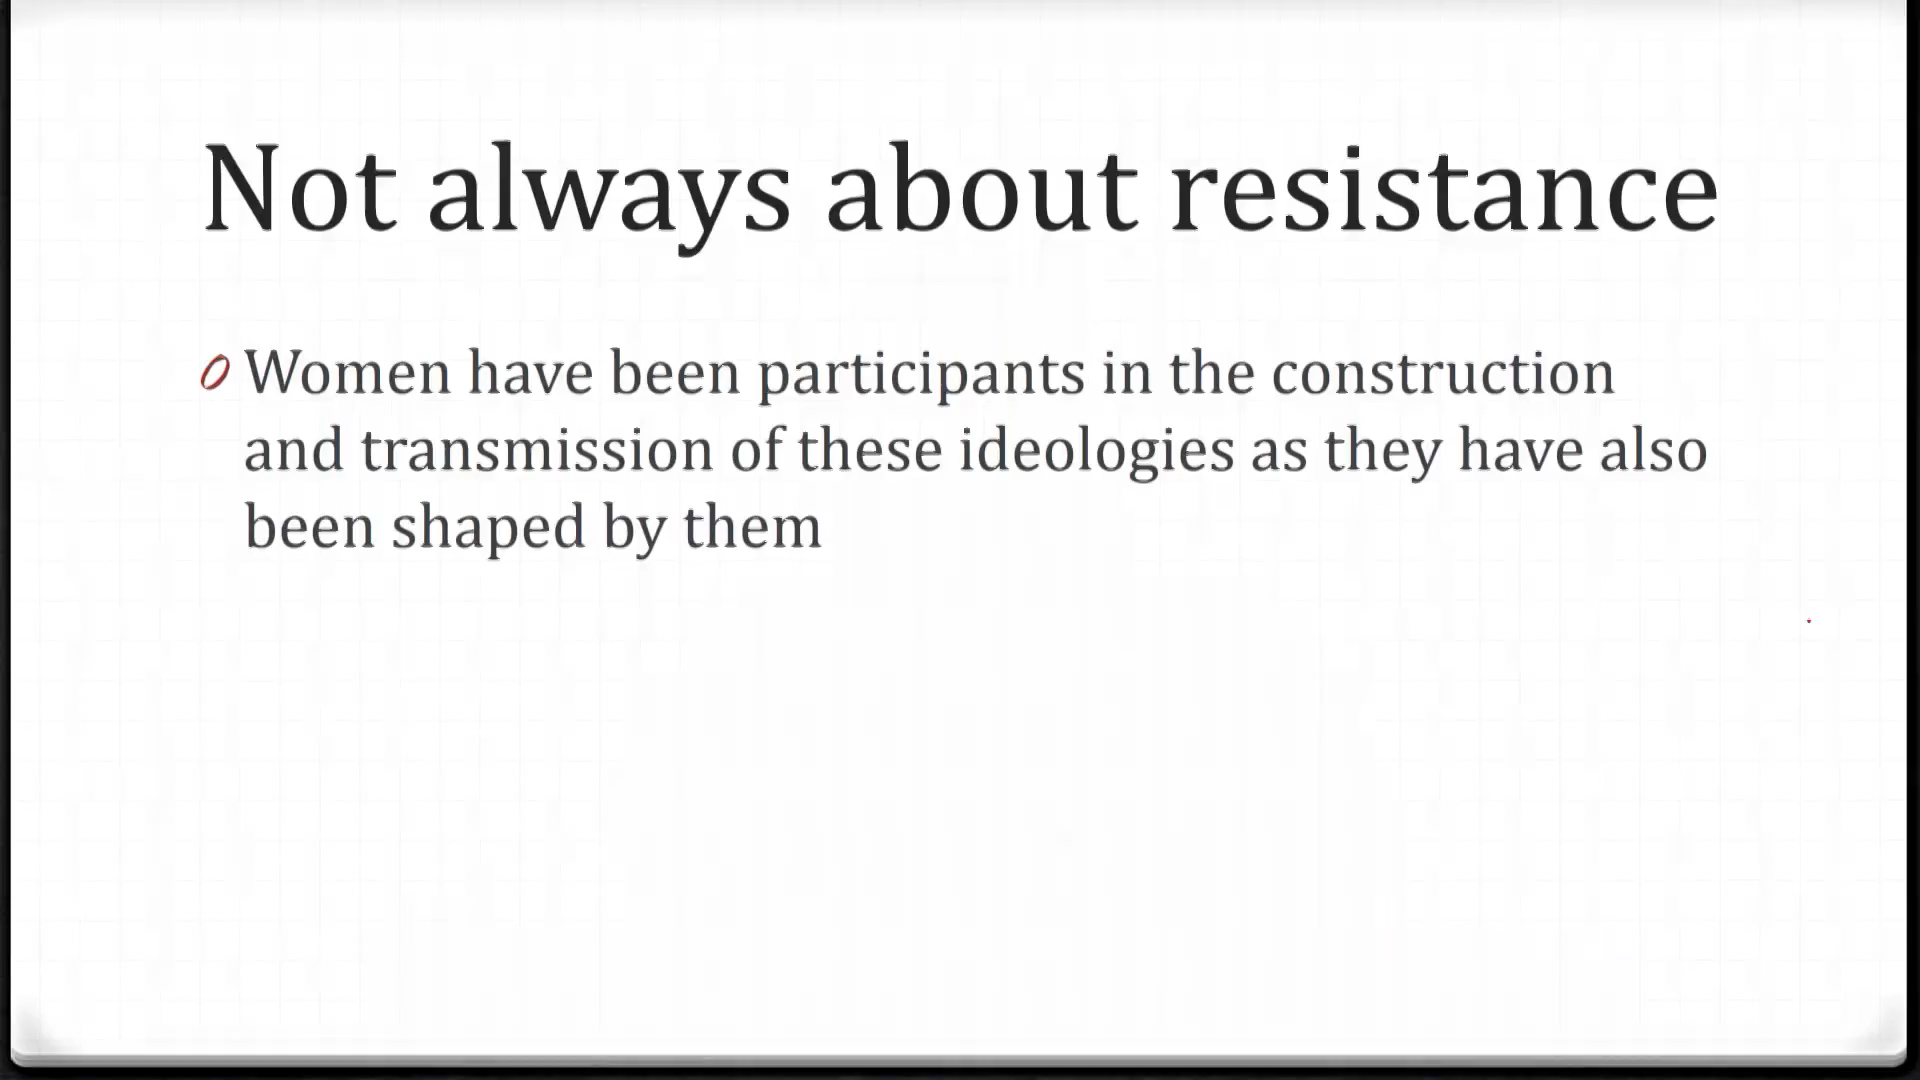 Not always about resistance
Women have been participants in the construction
and transmission of these ideologies as they have also
been shaped by them